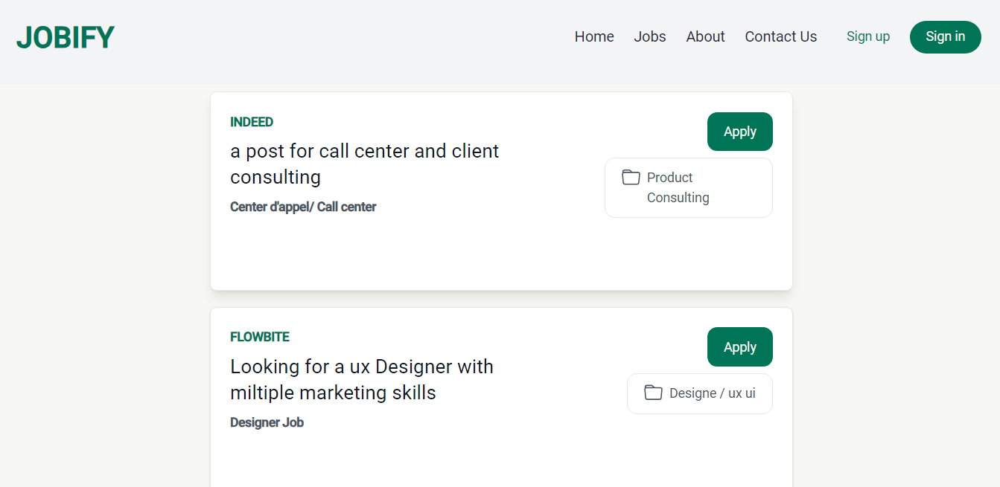 JOBIFY
Home Jobs About Contact Us Sign up Sign in
INDEED
Apply
a post for call center and client
consulting
Product
Consulting
Center d'appel/ Call center
FLOWBITE
Apply
Looking for a ux Designer with
miltiple marketing skills
Designe / ux ui
Designer Job